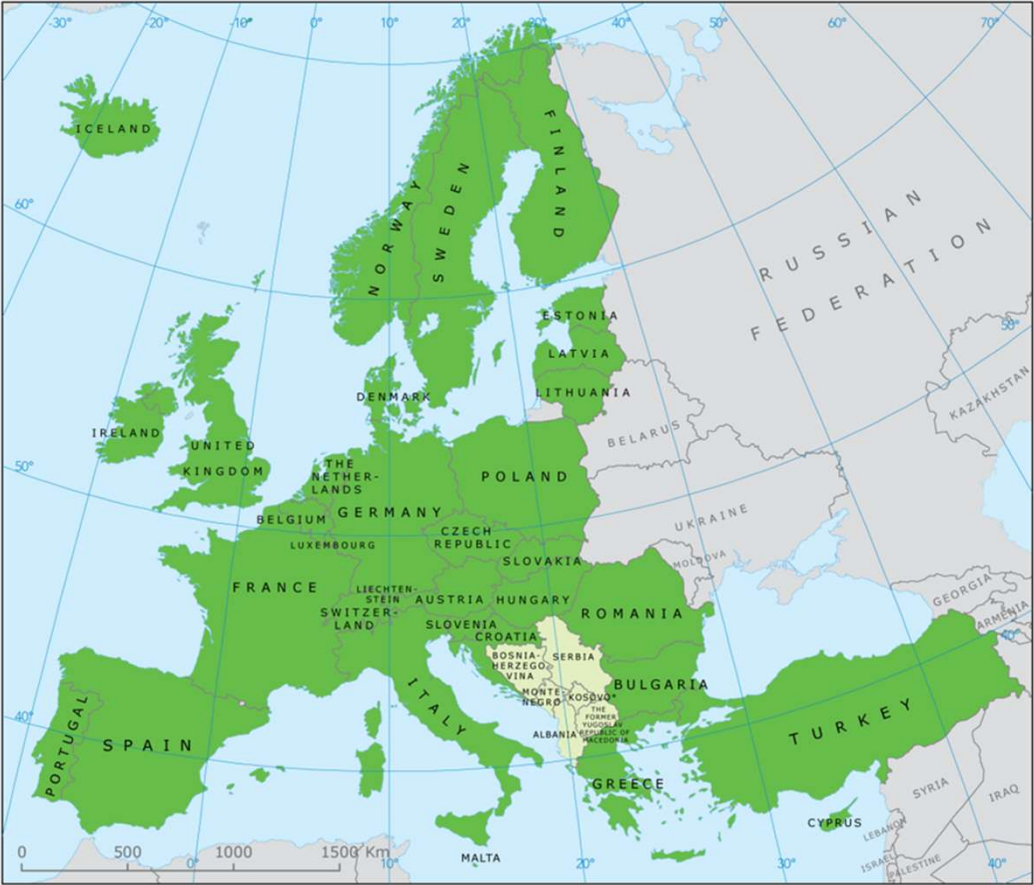 -30°
-20°
-10°
0°
10°
20°
30°
40°
50°
60°
70°
ICELAND
FINLAND
SWEDEN
NORWAY
60°
RUSSIAN
FEDERATION
ESTONIA
50°
LATVIA
LITHUANIA
KAZAKHSTAN
DENMARK
BELARUS
IRELAND
UNITED
KINGDOM
50°
THE
NETHER-
LANDS
POLAND
GERMANY
BELGIUM
UKRAINE
CZECH
REPUBLIC
LUXEMBOURG
SLOVAKIA
MOLDOVA
FRANCE
LIECHTEN-
STEIN
AUSTRIA
HUNGARY
GEORGIA
SWITZER-
LAND
ROMANIA
ARMENIA
SLOVENIA
CROATIA
40°
BOSNIA-
HERZEGO-
VINA
SERBIA
BULGARIA
MONTE-
NEGRO
KOSOVO*
ITALY
THE
FORMER
YUGOSLAV
REPUBLIC OF
MACEDONIA
40°
ALBANIA
TURKEY
PORTUGAL
SPAIN
GREECE
SYRIA
IRAQ
CYPRUS
LEBANON
0
500
1000
1500 Km
MALTA
ISRAEL
PALESTINE
0°
10°
20°
30°
40°